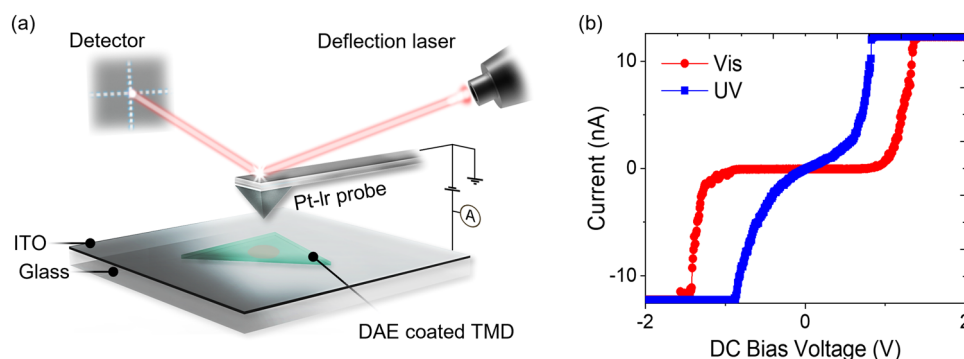 (a)
Detector
Deflection laser
Pt-Ir probe
A
ITO
Glass
DAE coated TMD
(b)
Vis
UV
Current (nA)
10
0
-10
-2
0
2
DC Bias Voltage (V)